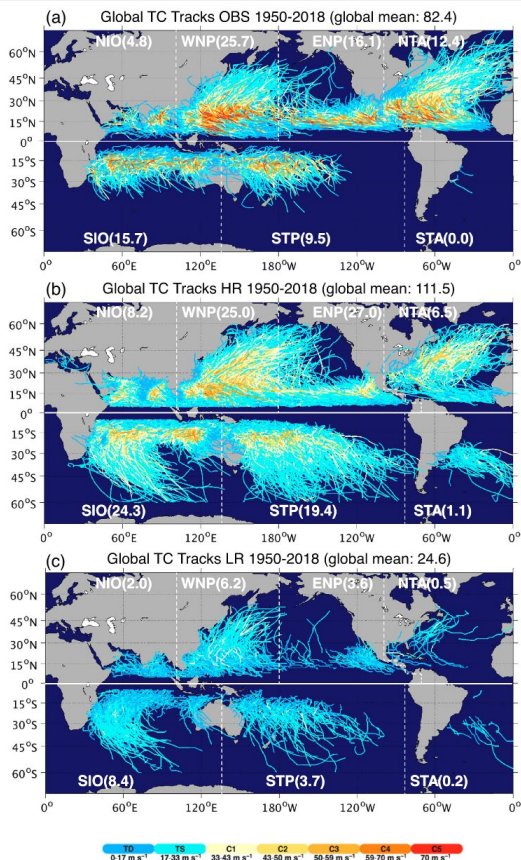 (a) Global TC Tracks OBS 1950-2018 (global mean: 82.4)
NIO(4.8) WNP(25.7) ENP(16.1) NTA(12.4)
60°N
45°N
30°N
15°N
0°
15°S
30°S
45°S
60°S
SIO(15.7) STP(9.5) STA(0.0)
0° 60°E 120°E 180°W 120°W 60°W 0°
(b) Global TC Tracks HR 1950-2018 (global mean: 111.5)
NIO(8.2) WNP(25.0) ENP(27.0) NTA(6.5)
60°N
45°N
30°N
15°N
0°
15°S
30°S
45°S
60°S
SIO(24.3) STP(19.4) STA(1.1)
0° 60°E 120°E 180°W 120°W 60°W 0°
(c) Global TC Tracks LR 1950-2018 (global mean: 24.6)
NIO(2.0) WNP(6.2) ENP(3.6) NTA(0.5)
60°N
45°N
30°N
15°N
0°
15°S
30°S
45°S
60°S
SIO(8.4) STP(3.7) STA(0.2)
0° 60°E 120°E 180°W 120°W 60°W 0°
TD TS C1 C2 C3 C4 C5
0-17 m s⁻¹ 17-33 m s⁻¹ 33-43 m s⁻¹ 43-50 m s⁻¹ 50-59 m s⁻¹ 59-70 m s⁻¹ 70 m s⁻¹